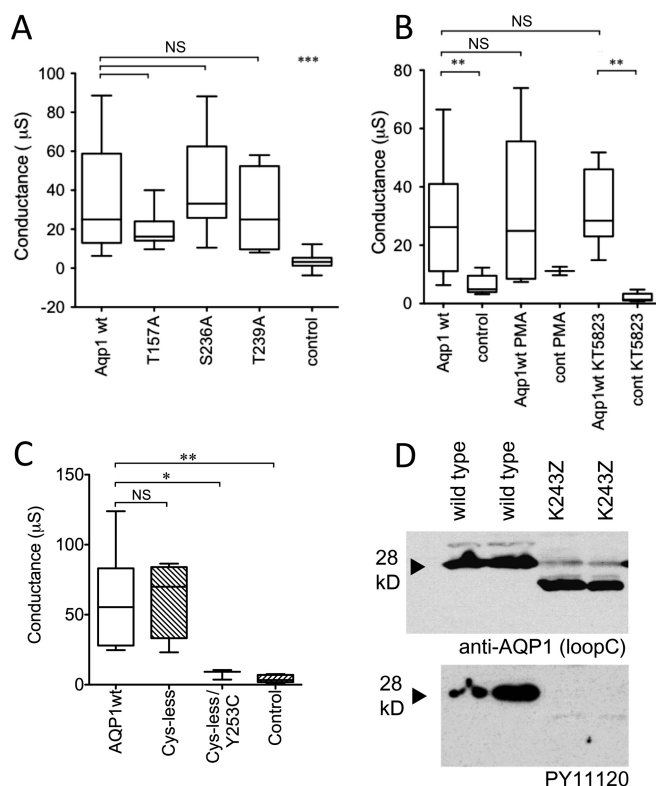 A
NS
***
Conductance ( μS)
100
80
60
40
20
0
-20
Aqp1 wt
T157A
S236A
T239A
control
B
NS
NS
**
**
Conductance (μS)
80
60
40
20
0
Aqp1 wt
control
Aqp1wt PMA
cont PMA
Aqp1wt KT5823
cont KT5823
C
**
*
NS
Conductance (μS)
150
100
50
0
AQP1wt
Cys-less
Cys-less/
Y253C
Control
D
wild type
wild type
K243Z
K243Z
28
kD
anti-AQP1 (loopC)
28
kD
PY11120